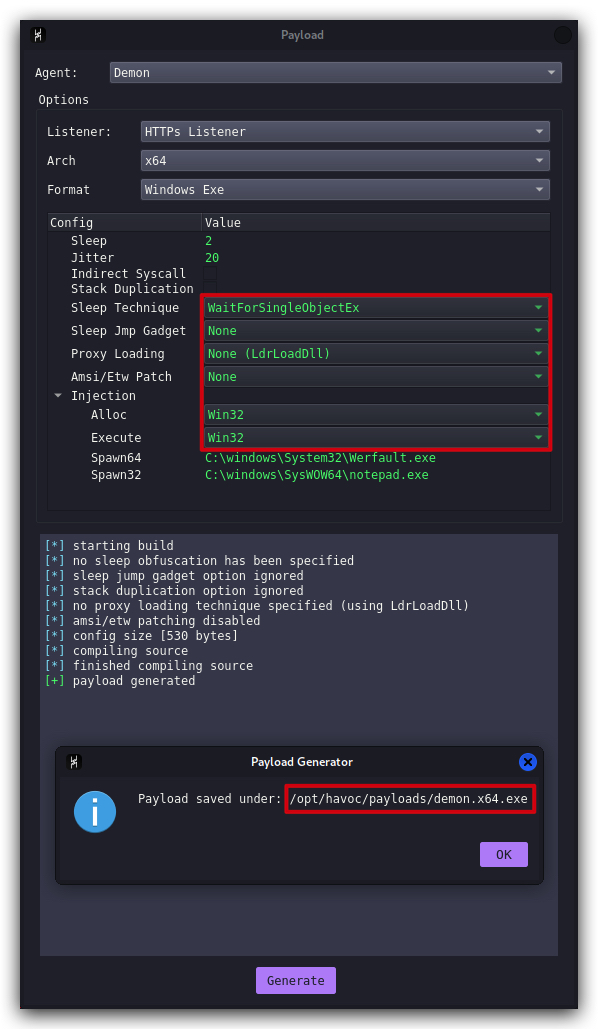 Payload
Agent: Demon
Options
Listener: HTTPs Listener
Arch x64
Format Windows Exe
Config Value
Sleep 2
Jitter 20
Indirect Syscall
Stack Duplication
Sleep Technique WaitForSingleObjectEx
Sleep Jmp Gadget None
Proxy Loading None (LdrLoadDll)
Amsi/Etw Patch None
Injection
Alloc Win32
Execute Win32
Spawn64 C:\windows\System32\Werfault.exe
Spawn32 C:\windows\SysWOW64\notepad.exe
[*] starting build
[*] no sleep obfuscation has been specified
[*] sleep jump gadget option ignored
[*] stack duplication option ignored
[*] no proxy loading technique specified (using LdrLoadDll)
[*] amsi/etw patching disabled
[*] config size [530 bytes]
[*] compiling source
[*] finished compiling source
[+] payload generated
Payload Generator
Payload saved under: /opt/havoc/payloads/demon.x64.exe
OK
Generate